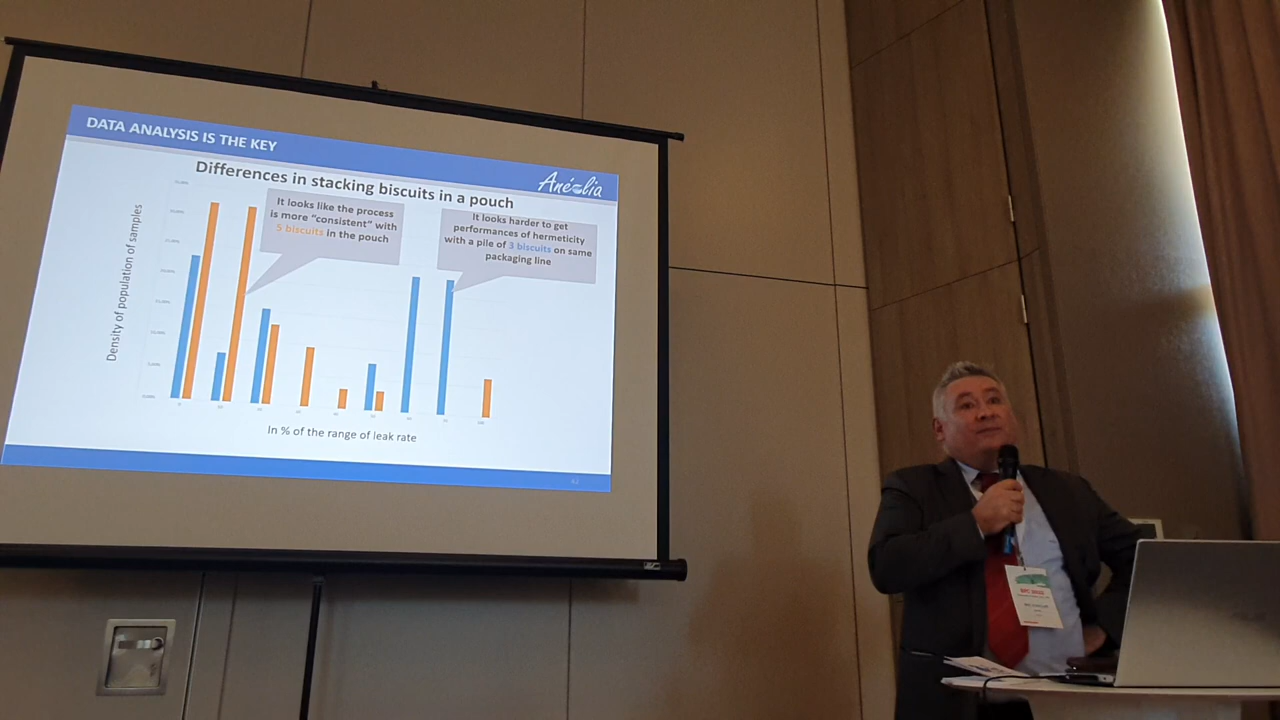 DATA ANALYSIS IS THE KEY
Anéolia
Differences in stacking biscuits in a pouch
It looks like the process
is more “consistent” with
5 biscuits in the pouch
It looks harder to get
performances of hermeticity
with a pile of 3 biscuits on same
packaging line
Density of population of samples
In % of the range of leak rate